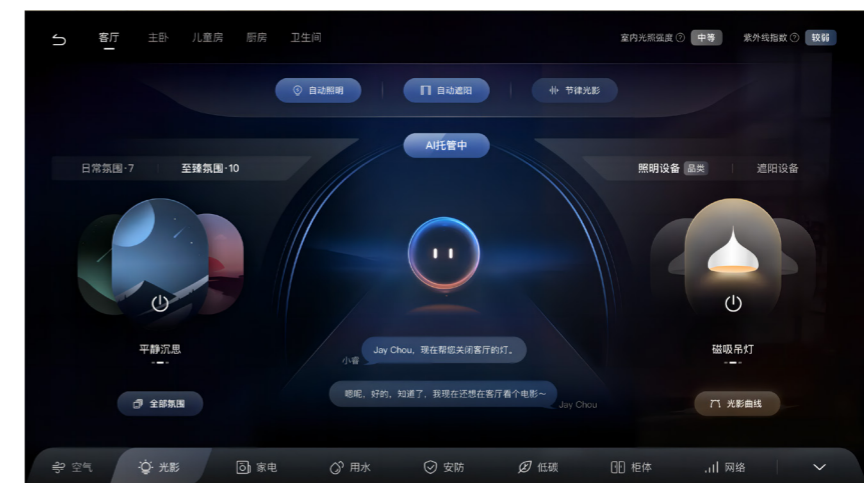 客厅 主卧 儿童房 厨房 卫生间 室内光照强度 中等 紫外线指数 较弱
自动照明 自动遮阳 节律光影
AI托管中
日常氛围·7 至臻氛围·10 照明设备 品类 遮阳设备
平静沉思 磁吸吊灯
Jay Chou，现在帮您关闭客厅的灯。
小睿
嗯呢，好的，知道了，我现在还想在客厅看个电影～
Jay Chou
全部氛围 光影曲线
空气 光影 家电 用水 安防 低碳 柜体 网络